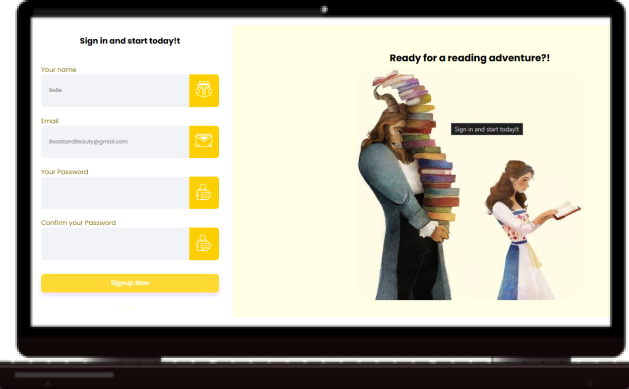 Sign in and start today!t
Your name
Belle
Email
BeastandBeauty@gmail.com
Your Password
Confirm your Password
Signup Now
Ready for a reading adventure?!
Sign in and start today!t